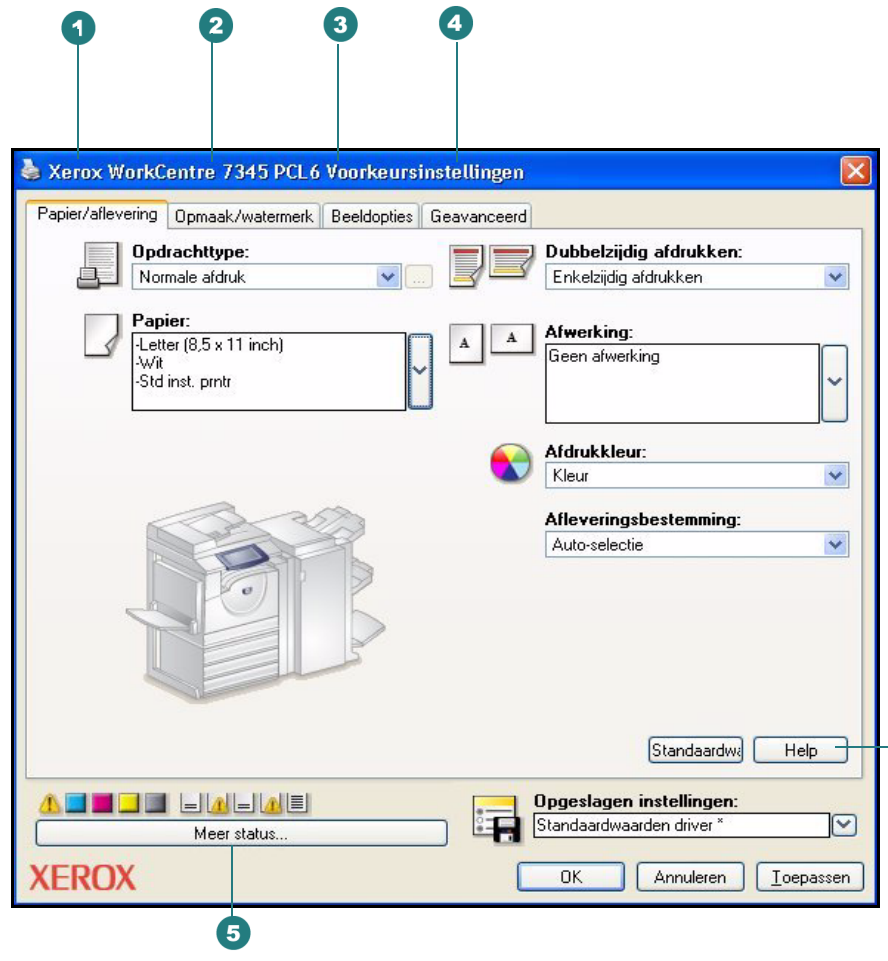 1 2 3 4
Xerox WorkCentre 7345 PCL6 Voorkeursinstellingen
Papier/aflevering Opmaak/watermerk Beeldopties Geavanceerd
Opdrachttype:
Normale afdruk
...
Papier:
-Letter (8,5 x 11 inch)
-Wit
-Std inst. prntr
Dubbelzijdig afdrukken:
Enkelzijdig afdrukken
A A
Afwerking:
Geen afwerking
Afdrukkleur:
Kleur
Afleveringsbestemming:
Auto-selectie
Standaardwa Help
Meer status...
Opgeslagen instellingen:
Standaardwaarden driver *
XEROX
OK Annuleren Toepassen
5